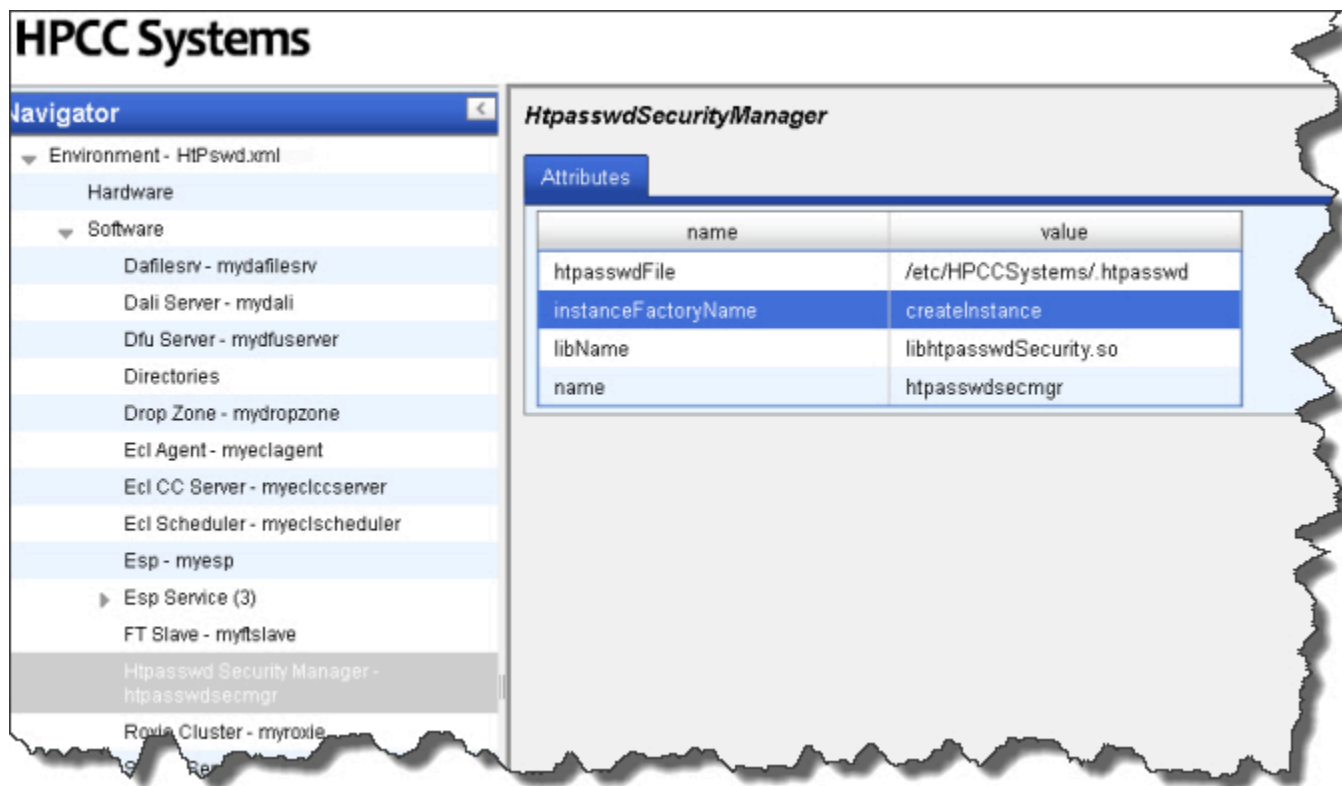 HPCC Systems
Navigator
Environment - HtPswd.xml
Hardware
Software
Dafilesrv - mydafilesrv
Dali Server - mydali
Dfu Server - mydfuserver
Directories
Drop Zone - mydropzone
Ecl Agent - myeclagent
Ecl CC Server - myeclccserver
Ecl Scheduler - myeclscheduler
Esp - myesp
Esp Service (3)
FT Slave - myftslave
Htpasswd Security Manager -
htpasswdsecmgr
Roxie Cluster - myroxie
HtpasswdSecurityManager
Attributes
name value
htpasswdFile /etc/HPCCSystems/.htpasswd
instanceFactoryName createInstance
libName libhtpasswdSecurity.so
name htpasswdsecmgr